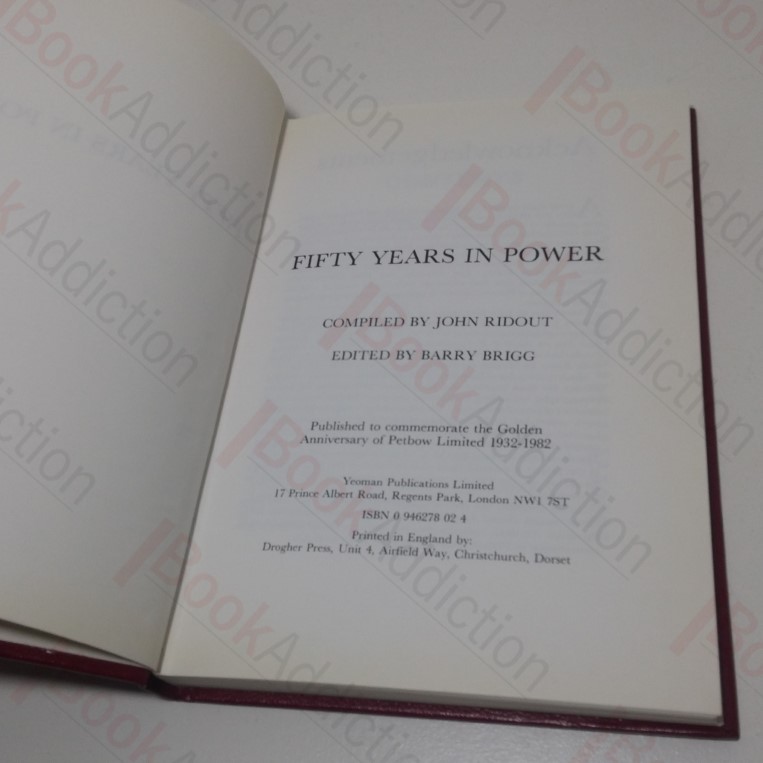 FIFTY YEARS IN POWER
COMPILED BY JOHN RIDOUT
EDITED BY BARRY BRIGG
Published to commemorate the Golden
Anniversary of Petbow Limited 1932-1982
Yeoman Publications Limited
17 Prince Albert Road, Regents Park, London NW1 7ST
ISBN 0 946278 02 4
Printed in England by:
Drogher Press, Unit 4, Airfield Way, Christchurch, Dorset
BookAddiction